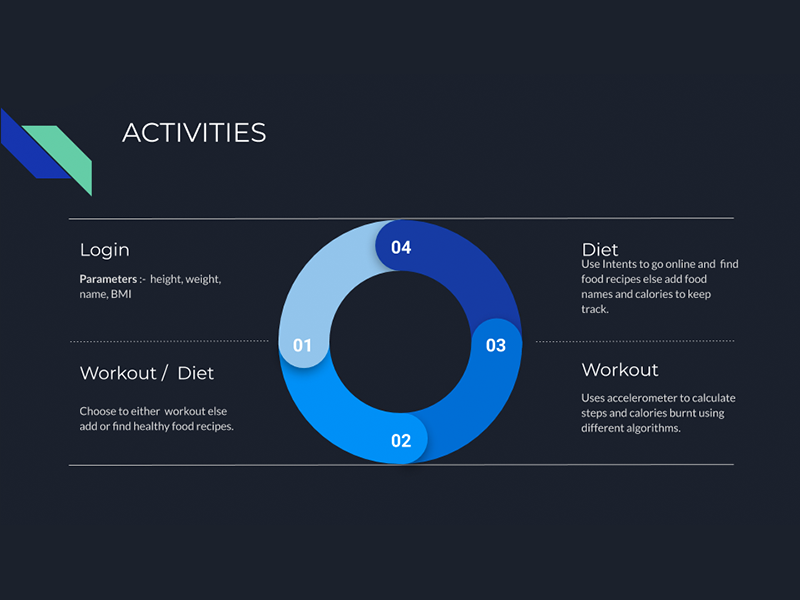 ACTIVITIES
Login
Parameters :- height, weight,
name, BMI
Workout / Diet
Choose to either workout else
add or find healthy food recipes.
01
02
03
04
Diet
Use Intents to go online and find
food recipes else add food
names and calories to keep
track.
Workout
Uses accelerometer to calculate
steps and calories burnt using
different algorithms.